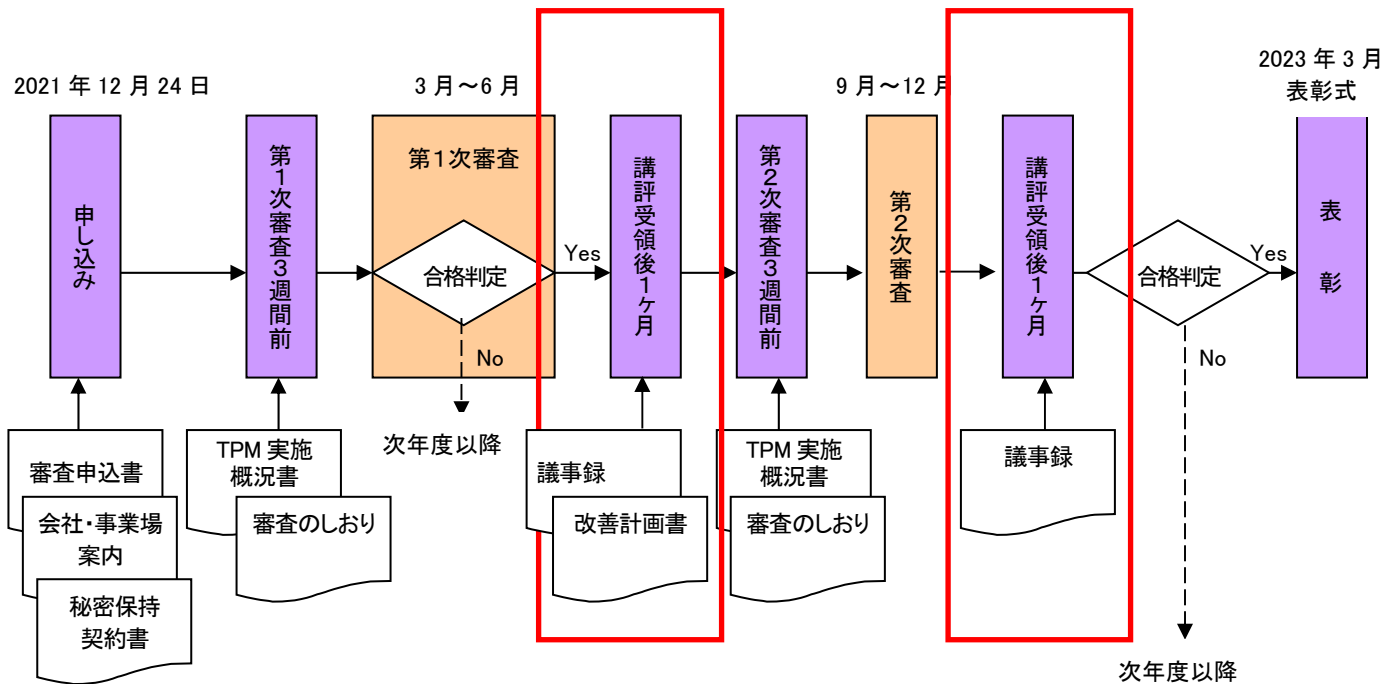 2021 年 12 月 24 日
3 月～6 月
9 月～12 月
2023 年 3 月
表彰式
申し込み
第１次審査３週間前
第１次審査
合格判定
Yes
No
次年度以降
講評受領後１ヶ月
第２次審査３週間前
第２次審査
講評受領後１ヶ月
合格判定
Yes
No
次年度以降
表彰
審査申込書
会社・事業場
案内
秘密保持
契約書
TPM 実施
概況書
審査のしおり
議事録
改善計画書
TPM 実施
概況書
審査のしおり
議事録